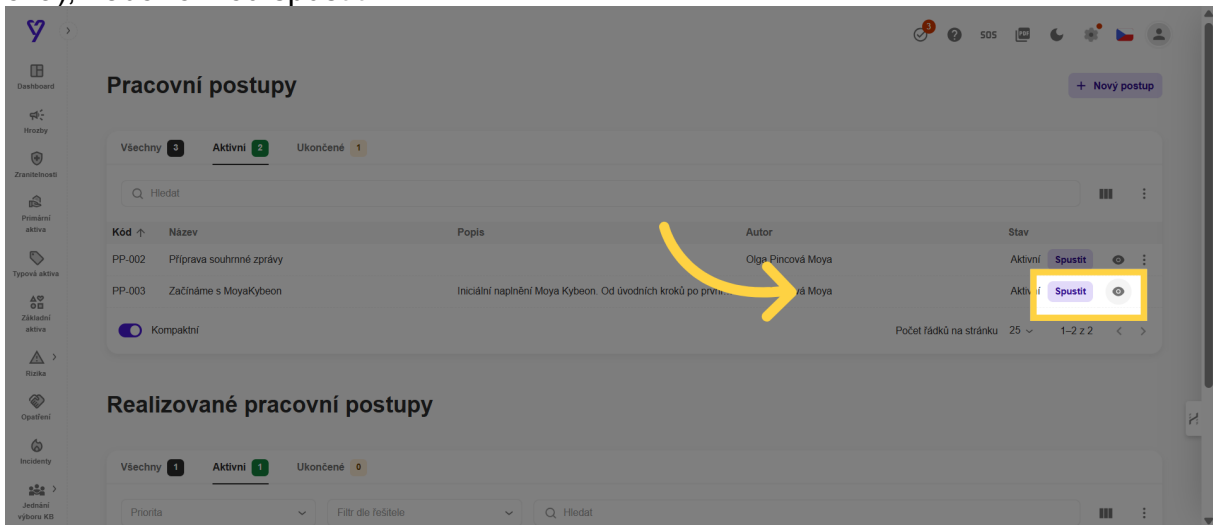 3
SOS
PDF
Dashboard
Pracovní postupy
+ Nový postup
Hrozby
Všechny 3 Aktivní 2 Ukončené 1
Zranitelnosti
Hledat
Primární
aktiva
Kód ↑ Název Popis Autor Stav
PP-002 Příprava souhrnné zprávy Olga Pincová Moya Aktivní Spustit
Typová aktiva
PP-003 Začínáme s MoyaKybeon Iniciální naplnění Moya Kybeon. Od úvodních kroků po Moya Aktivní Spustit
Základní
aktiva
Kompaktní Počet řádků na stránku 25 1–2 z 2
Rizika
Realizované pracovní postupy
Opatření
Incidenty
Všechny 1 Aktivní 1 Ukončené 0
Jednání
výboru KB
Priorita Filtr dle řešitele Hledat